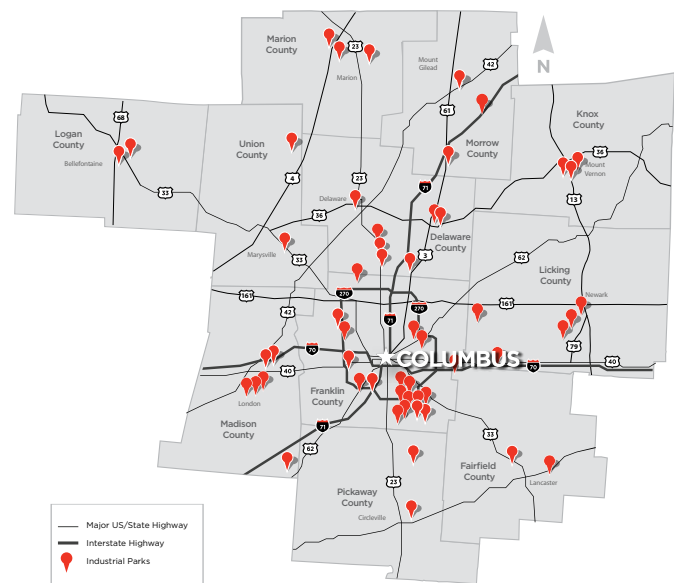 Marion
County
23
Marion
Mount
Gilead
42
N
68
Logan
County
Bellefontaine
Union
County
61
Morrow
County
Knox
County
36
Mount
Vernon
4
23
71
13
33
Delaware
36
Delaware
County
Marysville
33
3
62
Licking
County
161
270
270
161
Newark
42
71
79
70
COLUMBUS
40
40
70
London
Franklin
County
Madison
County
71
62
33
Fairfield
County
Lancaster
23
Pickaway
County
Circleville
Major US/State Highway
Interstate Highway
Industrial Parks